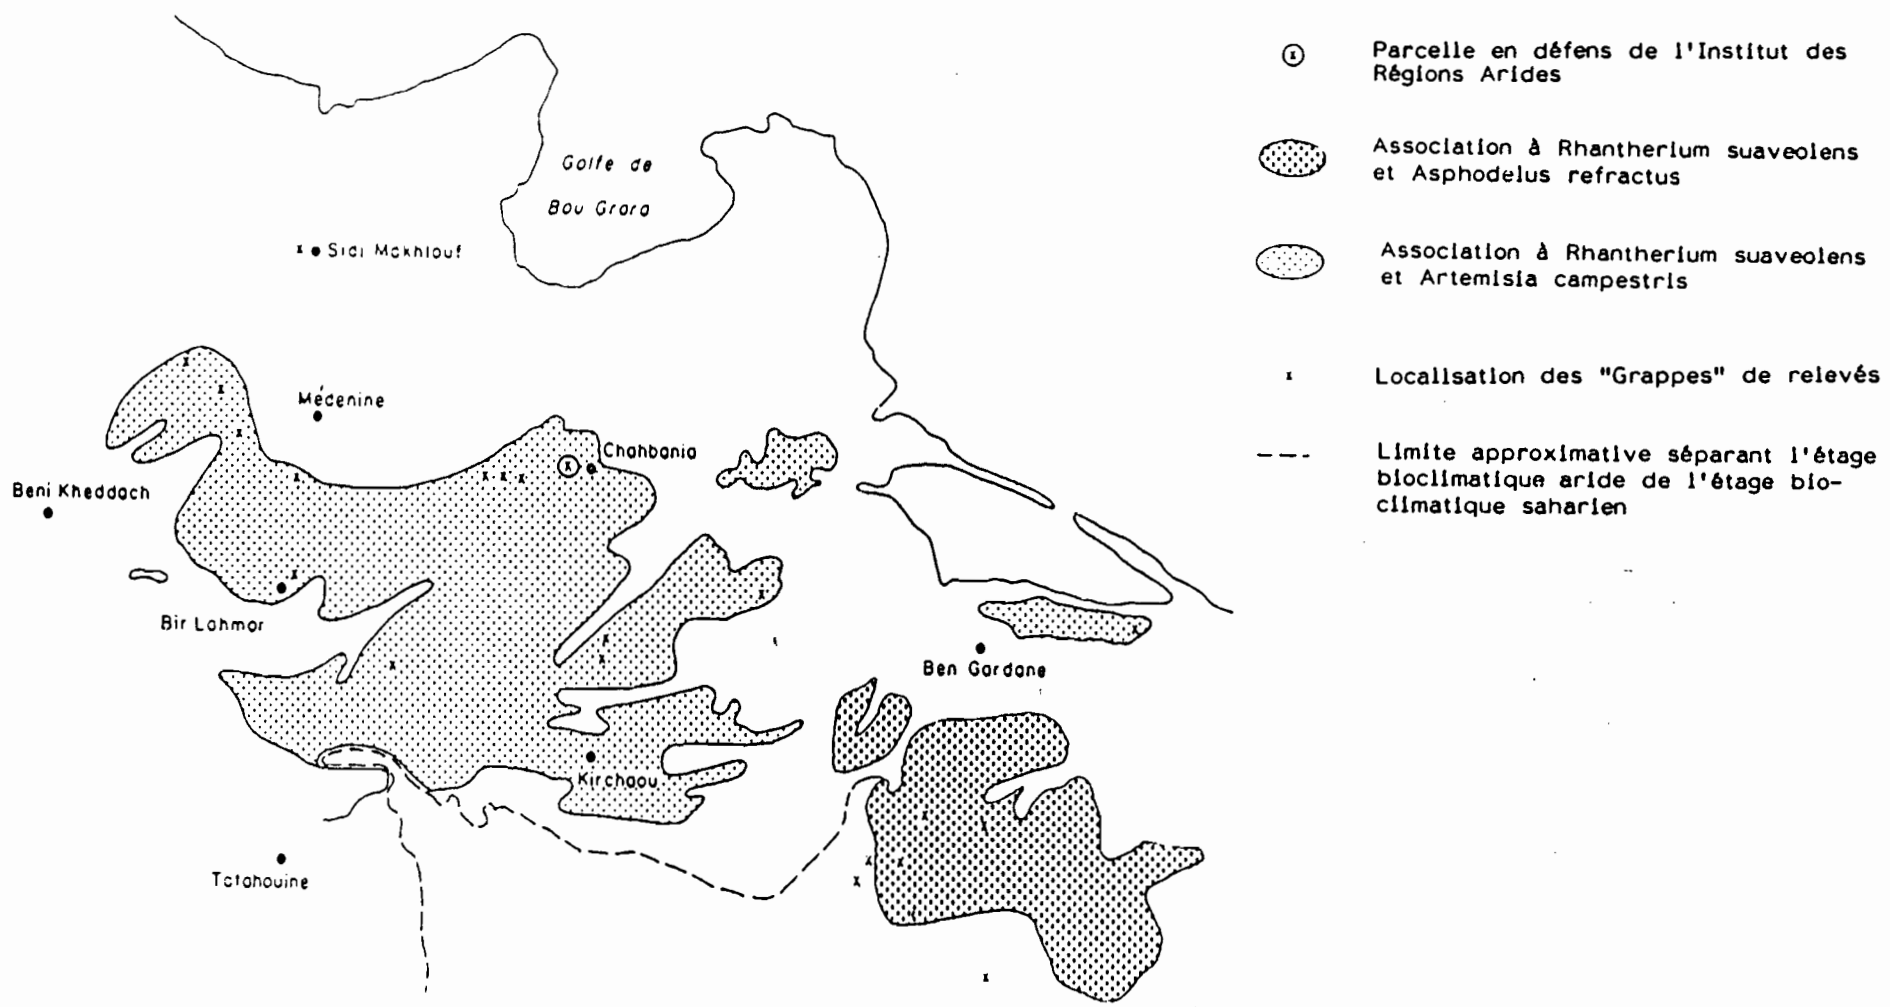 Golfe de
Bou Grara
x Sidi Makhlouf
Médenine
Chahbania
Beni Kheddach
Bir Lahmar
Ben Gardane
Kirchaou
Tatahouine
Parcelle en défens de l'Institut des
Régions Arides
Association à Rhantherium suaveolens
et Asphodelus refractus
Association à Rhantherium suaveolens
et Artemisia campestris
x Localisation des "Grappes" de relevés
Limite approximative séparant l'étage
bioclimatique aride de l'étage bio-
climatique saharien